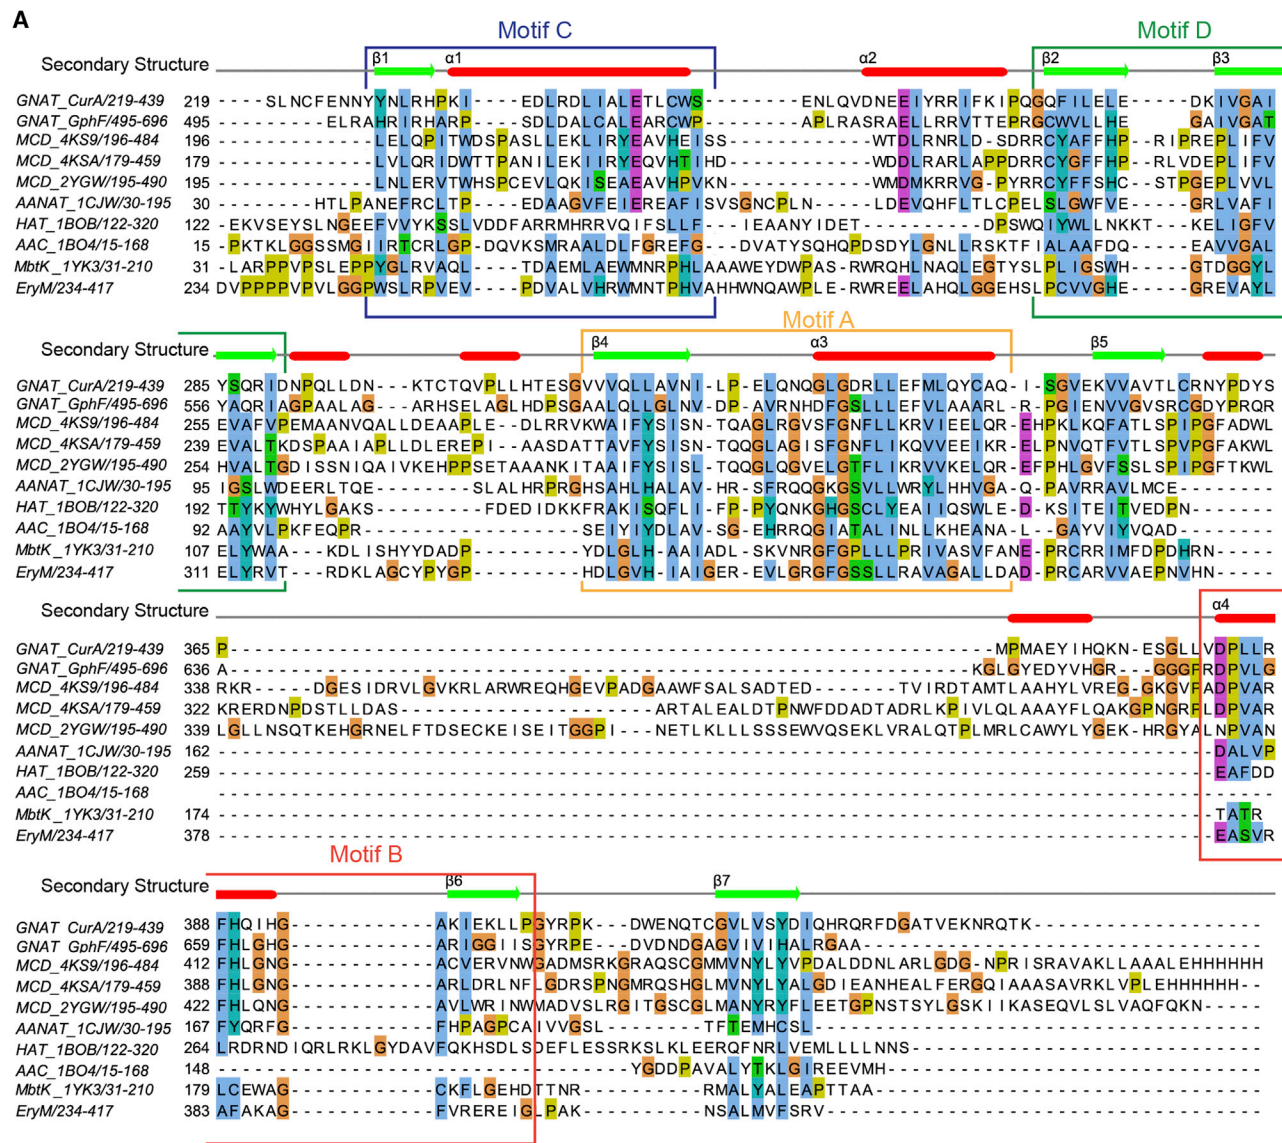 A
Motif C
Motif D
β1 α1 α2 β2 β3
Secondary Structure
GNAT_CurA/219-439 219 ----SLNCFENNYYNLRHPKI----EDLRDLIALETLCWS--------ENLQVDNEEIYRRIFKIPQGQFILELE-----DKIVGAI
GNAT_GphF/495-696 495 ---------ELRAHRIRHARP----SDLDALCALEARCWP---------APLRASRAELLRRVTTEPRGCWVLLHE-----GAIVGAT
MCD_4KS9/196-484 196 -------------LELQPITWDSPASLLEKLIRYEAVHEISD------------WTDLRNRLD-SDRRCYAFFHP--RIPREPLIFV
MCD_4KSA/179-459 179 -------------LVLQRIDWTTPANILEKIIRYEQVHTIHD------------WDDLRARLAPPDRRCYGFFHP--RLVDEPLIFV
MCD_2YGW/195-490 195 -------------LNLERVTWHSPCEVLQKISEAEAVHPVKN------------WMDMKRRVG-PYRRCYFFSHC--STPGEPLVVL
AANAT_1CJW/30-195 30 --------HTLPANEFRCLTP----EDAAGVFEIEREAFISVSGNCPLN-----LDEVQHFLTLCPELSLGWFVE-----GRLVAFI
HAT_1BOB/122-320 122 -EKVSEYSLNGEEFVVYKSSLVDDFARRMHRRVQIFSLLF-----IEAANYIDET---------DPSWQIYWLLNKKT----KELIGFV
AAC_1BO4/15-168 15 -PKTKLGGSSMGIIRTCRLGP-DQVKSMRAALDLFGREFG-----DVATYSQHQPDSDYLGNLLRSKTFIALAAFDQ-----EAVVGAL
MbtK_1YK3/31-210 31 -LARPPVPSLEPPYGLRVAQL----TDAEMLAEWMNRPHLAAAWEYDWPAS-RWRQHLNAQLEGTYSLPLIGSWH---GTDGGYL
EryM/234-417 234 DVPPPPVPVLGGPWSLRPVEV----PDVALVHRWMNTPHVAHHWNQAWPLE-RWREELAHQLGGEHSLPCVVGHE-----GREVAYL
Motif A
β4 α3 β5
Secondary Structure
GNAT_CurA/219-439 285 YSQRIDNPQLLDN---KTCTQVPLLHTESGVVVQLLAVNI-LP-ELQNQGLGDRLLEFMLQYCAQ-I-SGVEKVVAVTLCRNYPDYS
GNAT_GphF/495-696 556 YAQRIAGPAALAG----ARHSELAGLHDPSGAALQLLGLNV-DP-AVRNHDFGSLLLEFVLAAARL-R-PGIENVVGVSRCGDYPRQR
MCD_4KS9/196-484 255 EVAFVPEMAANVQALLDEAAPLE--DLRRVKWAIFYSISN-TQAGLRGVSFGNFLIKQVVEELQR-EHPKLKQFATLSPIPGFADWL
MCD_4KSA/179-459 239 EVALTKDSPAAIAPLLDLEREPI--AASDATTAVFYSISN-TQQGLAGISFGNFLIKMVVEEIRR-ELPNVQTFVTLSPVPGFAKWL
MCD_2YGW/195-490 254 HVALTGDISSNIQAIVKEHPPSETAAANKITAAIFYSISL-TQQGLQGVELGTFLIKRVVKELQR-EFPHLGVFSSLSPIPGFTKWL
AANAT_1CJW/30-195 95 IGSLWDEERLTQE--------SLALHRPRGHSAHLHALAV-HR-SFRQQGKGSVLLWRYLHHVGA-Q-PAVRRAVLMCE--------
HAT_1BOB/122-320 192 TTYKYWHYLGAKS-------FDEDIDKKFRAKISQFLIF-PPYQNKGHGSCLYEAIIQSWLE-D-KSITEITVEDPN------
AAC_1BO4/15-168 92 AAYVLPKFEQPR-----------------SEIYIYDLAVSG-EHRRQGIATALINLLKHEANAL---GAYVIYVQAD--------
MbtK_1YK3/31-210 107 ELYWAA---KDLISHYYDADP---------YDLGLH-AAIADL-SKVNRGFGPLLLPRIVASVFANE-PRCRRIMFDPDHRN-----
EryM/234-417 311 ELYRVT---RDKLAGCYPYGP---------HDLGVH-IAIGER-EVLGRGFGSSLLRAVAGALLDAD-PRCARVVAEPNVHN-----
α4
Secondary Structure
GNAT_CurA/219-439 365 P----------------------------------------------------------------MPMAEYIHQKN--ESGLLVDPLLR
GNAT_GphF/495-696 636 A--------------------------------------------------------------KGLGYEDYVHGR---GGGPRDPVLG
MCD_4KS9/196-484 338 RKR-----DGESIDRVLGVKRLARWREQHGEVPADGAAWFSALSADTED--------TVIRDTAMTLAAHYLVREG-GKGVPADPVAR
MCD_4KSA/179-459 322 KRERDNPDSTLLDAS---------------------ARTALEALDTPNWFDDADTADRLKPIVLQLAAAYFLQAKGPNGRPLDPVAR
MCD_2YGW/195-490 339 LGLLNSQTKEHGRNELFTDSECKEISEITGGPI----NETLKLLLSSSEWVQSEKLVRALQTPLMRLCAWYLYGEK-HRGYALNPVAN
AANAT_1CJW/30-195 162 -----------------------------------------------------------------------------------DALVP
HAT_1BOB/122-320 259 -----------------------------------------------------------------------------------EAFDD
AAC_1BO4/15-168 ----------------------------------------------------------------------------------------
MbtK_1YK3/31-210 174 -----------------------------------------------------------------------------------TATR
EryM/234-417 378 -----------------------------------------------------------------------------------EASVR
Motif B
β6 β7
Secondary Structure
GNAT_CurA/219-439 388 FHQIHG-------------AKIEKLLPGYRPK----DWENQTCGVLVSYDIQHRQRFDGATVEKNRQTK-------------------
GNAT_GphF/495-696 659 FHLGHG-------------ARIGGIISGYRPE----DVDNDGAGVIVIHALRGAA---------------------------------
MCD_4KS9/196-484 412 FHLGNG-------------ACVERVNWGADMSRKGRAQSCGMMVNYLYVPDALDDNLARLGDG-NPRISRAVAKLLAAALEHHHHHH
MCD_4KSA/179-459 388 FHLGNG-------------ARLDRLNFLGDRSPNGMRQSHGLMVNYLYALGDIEANHEALFERGQIAAASAVRKLVPLEHHHHHH--
MCD_2YGW/195-490 422 FHLQNG-------------AVLWRINWMADVSLRGITGSCGLMANYRYFLEETGPNSTSYLGSKIIKASEQVLSLVAQFQKN-----
AANAT_1CJW/30-195 167 FYQRFG-------------FHPAGPCAIVVGSL---------TFTEMHCSL-------------------------------------
HAT_1BOB/122-320 264 LRDRNDIQRLRKLGYDAVFQKHSDLSDEFLESSRKSLKLEERQFNRLVEMLLLLNNS-----------------------------
AAC_1BO4/15-168 148 -----------------------------------YGDDPAVALYTKLGIREEVMH--------------------------------
MbtK_1YK3/31-210 179 LCEWAG-------------CKFLGEHDTTNR---------RMALYALEAPTTAA----------------------------------
EryM/234-417 383 AFAKAG-------------FVREREIGLPAK---------NSALMVFSRV--------------------------------------